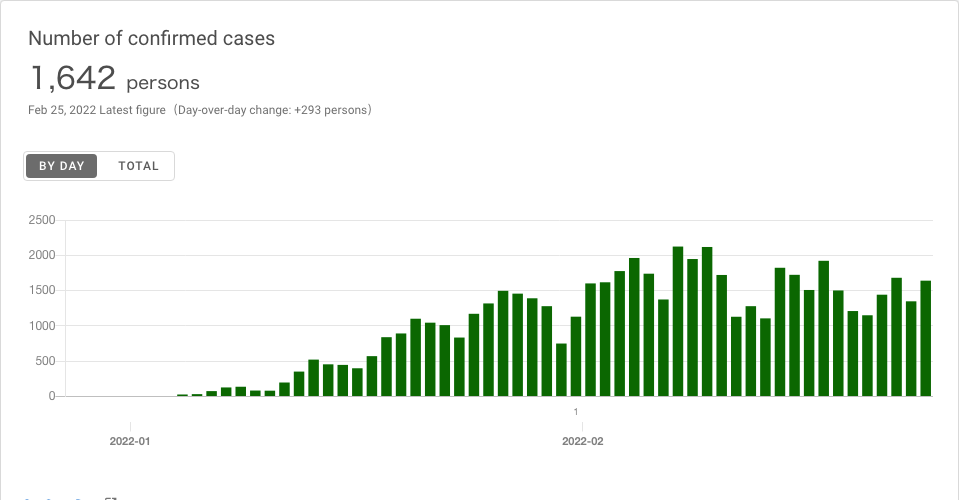 Number of confirmed cases
1,642 persons
Feb 25, 2022 Latest figure（Day-over-day change: +293 persons）
BY DAY TOTAL
2500
2000
1500
1000
500
0
1
2022-01 2022-02